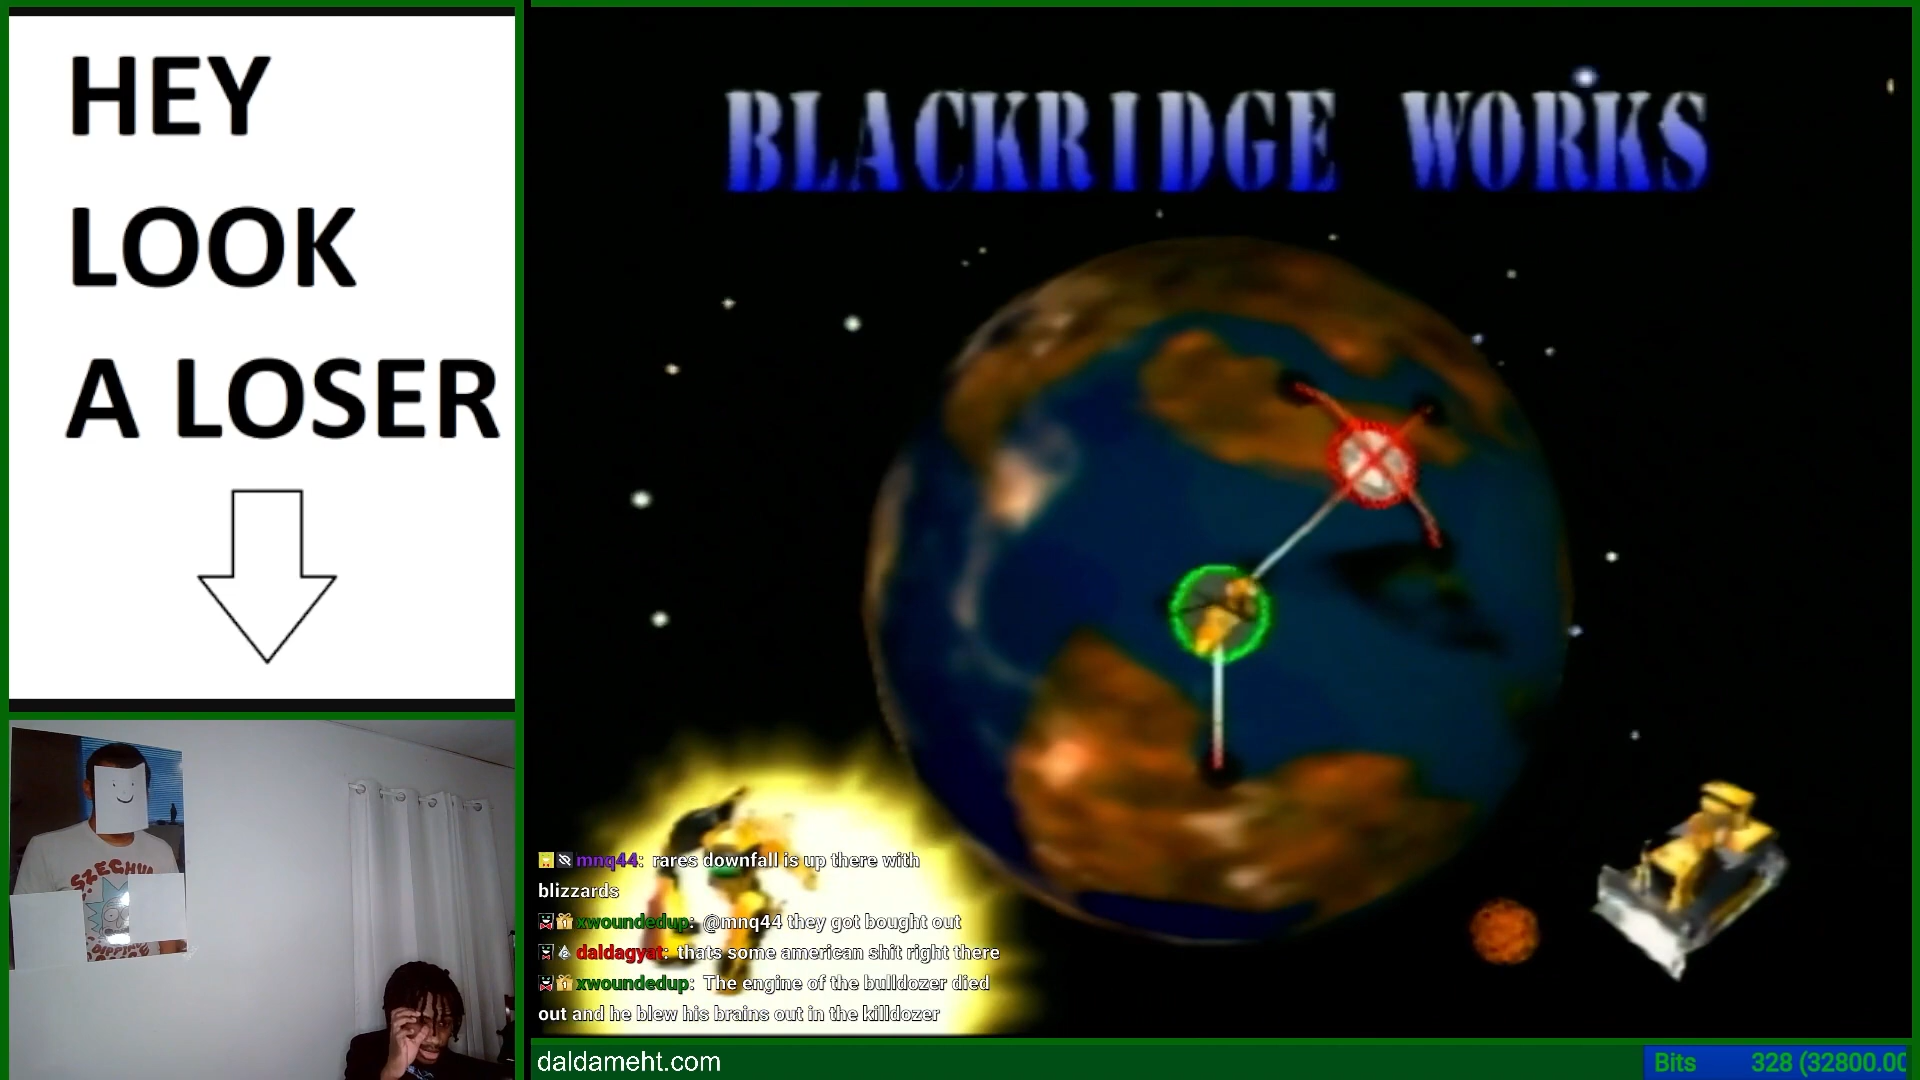 HEY
LOOK
A LOSER
BLACKRIDGE WORKS
mnq44: rares downfall is up there with
blizzards
xwoundedup: @mnq44 they got bought out
daldagyat: thats some american shit right there
xwoundedup: The engine of the bulldozer died
out and he blew his brains out in the killdozer
daldameht.com
Bits 328 (32800.00